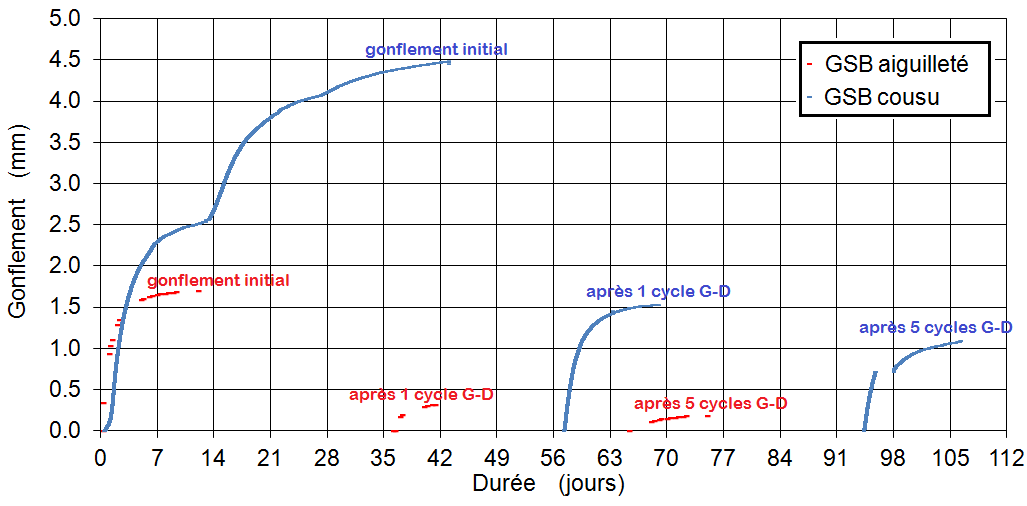 5.0
4.5
4.0
3.5
3.0
2.5
2.0
1.5
1.0
0.5
0.0
Gonflement (mm)
gonflement initial
GSB aiguilleté
GSB cousu
gonflement initial
après 1 cycle G-D
après 5 cycles G-D
après 1 cycle G-D
après 5 cycles G-D
0 7 14 21 28 35 42 49 56 63 70 77 84 91 98 105 112
Durée (jours)